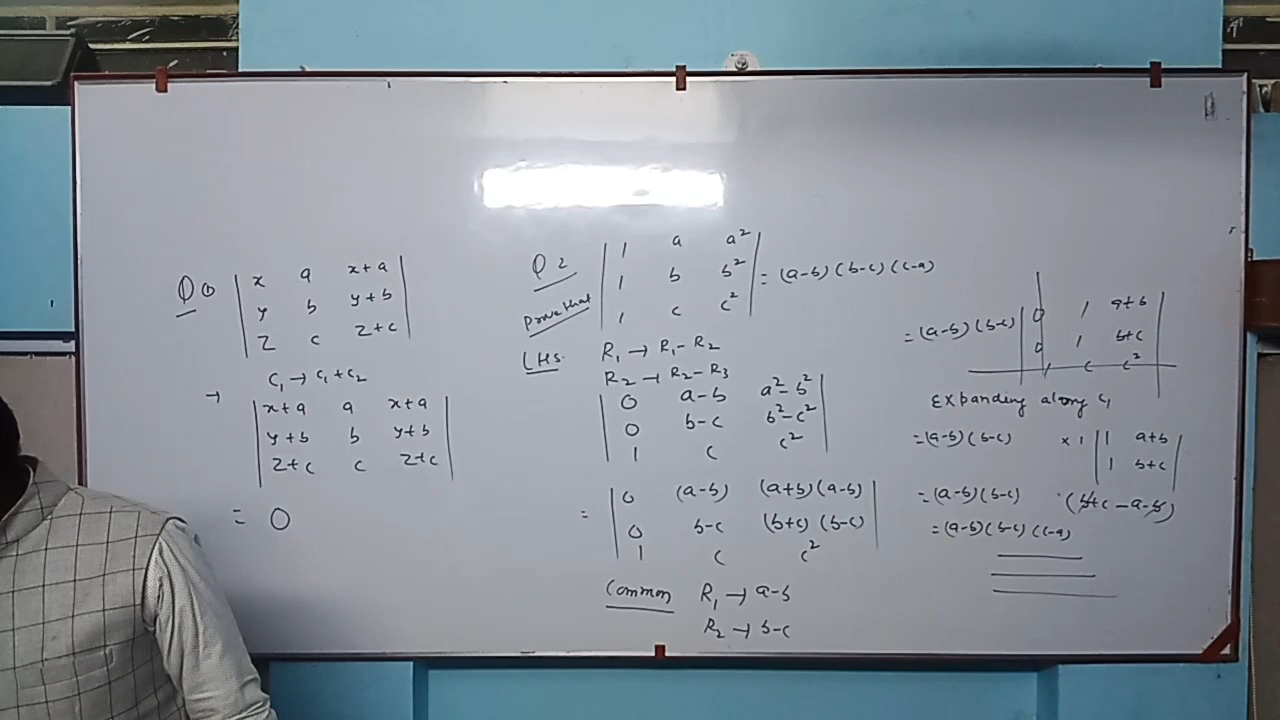 Q ① | x a x+a |
| y b y+b |
| z c z+c |
C₁ → C₁+C₂
→ | x+a a x+a |
| y+b b y+b |
| z+c c z+c |
= 0
Q 2 | 1 a a² |
Prove that | 1 b b² | = (a-b) (b-c) (c-a)
| 1 c c² |
LHS. R₁ → R₁-R₂
R₂ → R₂-R₃
| 0 a-b a²-b² |
| 0 b-c b²-c² |
| 1 c c² |
= | 0 (a-b) (a+b)(a-b) |
| 0 b-c (b+c) (b-c) |
| 1 c c² |
Common R₁ → a-b
R₂ → b-c
= (a-b) (b-c) | 0 1 a+b |
| 0 1 b+c |
| 1 c c² |
Expanding along C₁
= (a-b) (b-c) x 1 | 1 a+b |
| 1 b+c |
= (a-b) (b-c) (b+c-a-b)
= (a-b) (b-c) (c-a)